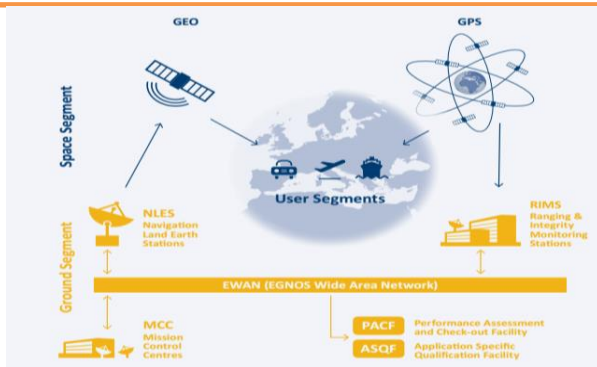 GEO
GPS
Space Segment
User Segments
NLES
Navigation
Land Earth
Stations
RIMS
Ranging &
Integrity
Monitoring
Stations
Ground Segment
EWAN (EGNOS Wide Area Network)
MCC
Mission
Control
Centres
PACF
Performance Assessment
and Check-out Facility
ASQF
Application Specific
Qualification Facility